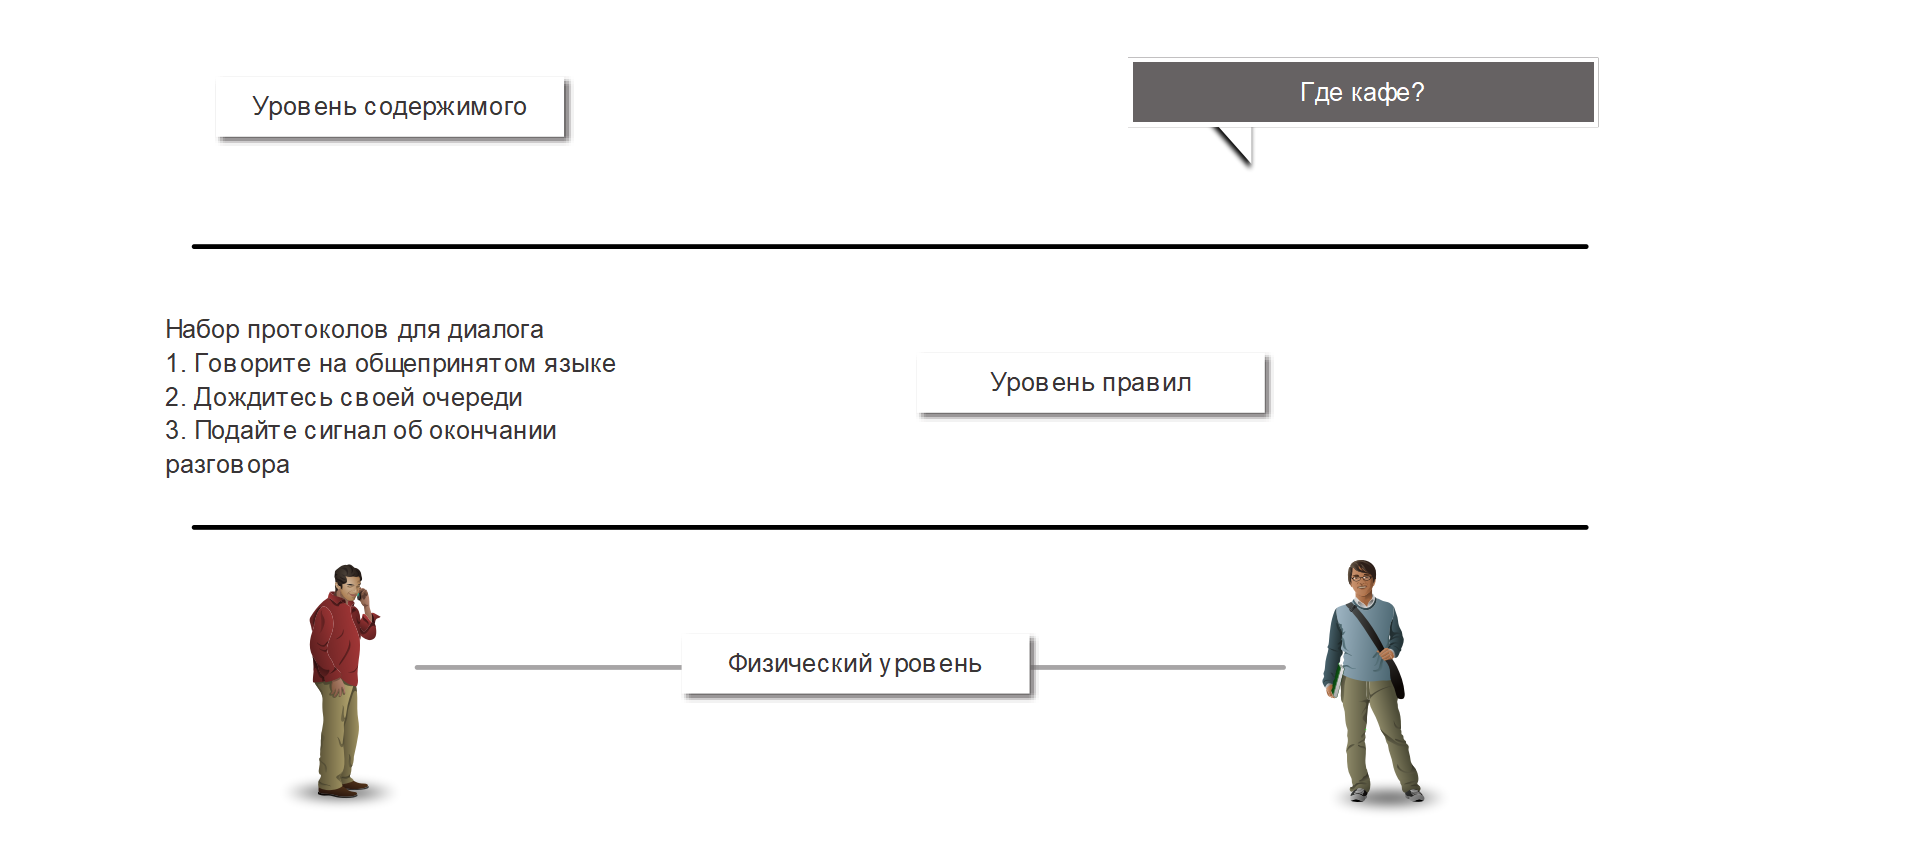 Уровень содержимого
Где кафе?
Набор протоколов для диалога
1. Говорите на общепринятом языке
2. Дождитесь своей очереди
3. Подайте сигнал об окончании
разговора
Уровень правил
Физический уровень